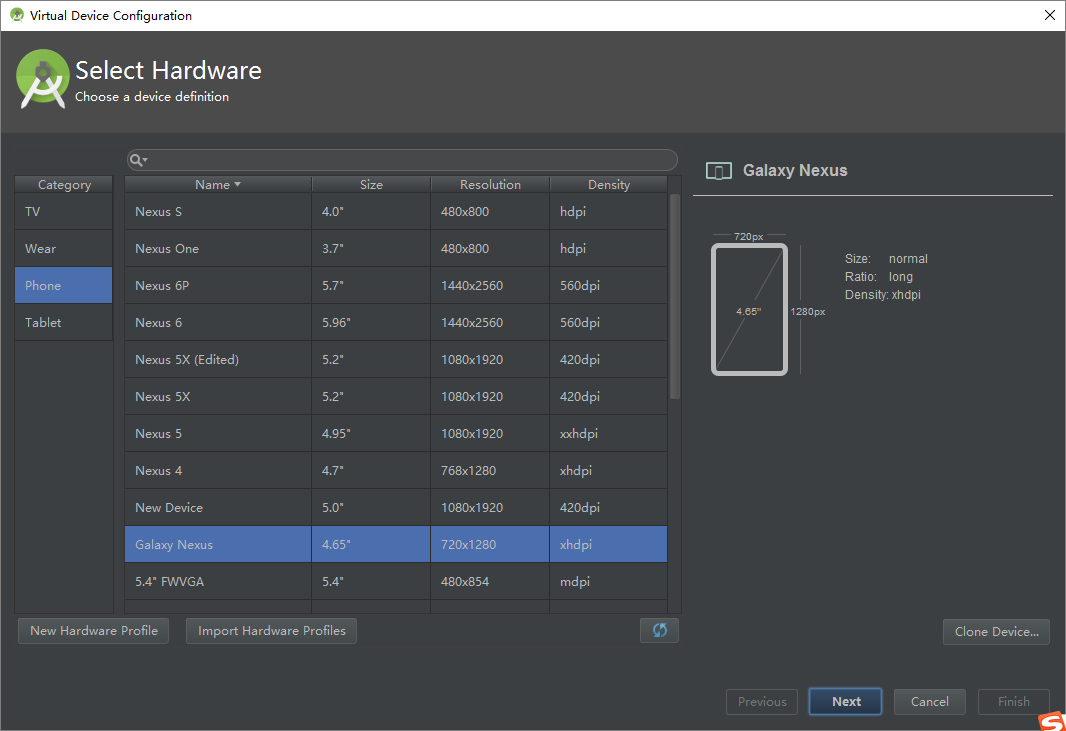 Virtual Device Configuration
Select Hardware
Choose a device definition
Category
TV
Wear
Phone
Tablet
Name Size Resolution Density
Nexus S 4.0" 480x800 hdpi
Nexus One 3.7" 480x800 hdpi
Nexus 6P 5.7" 1440x2560 560dpi
Nexus 6 5.96" 1440x2560 560dpi
Nexus 5X (Edited) 5.2" 1080x1920 420dpi
Nexus 5X 5.2" 1080x1920 420dpi
Nexus 5 4.95" 1080x1920 xxhdpi
Nexus 4 4.7" 768x1280 xhdpi
New Device 5.0" 1080x1920 420dpi
Galaxy Nexus 4.65" 720x1280 xhdpi
5.4" FWVGA 5.4" 480x854 mdpi
Galaxy Nexus
720px
4.65"
1280px
Size: normal
Ratio: long
Density: xhdpi
New Hardware Profile Import Hardware Profiles Clone Device...
Previous Next Cancel Finish